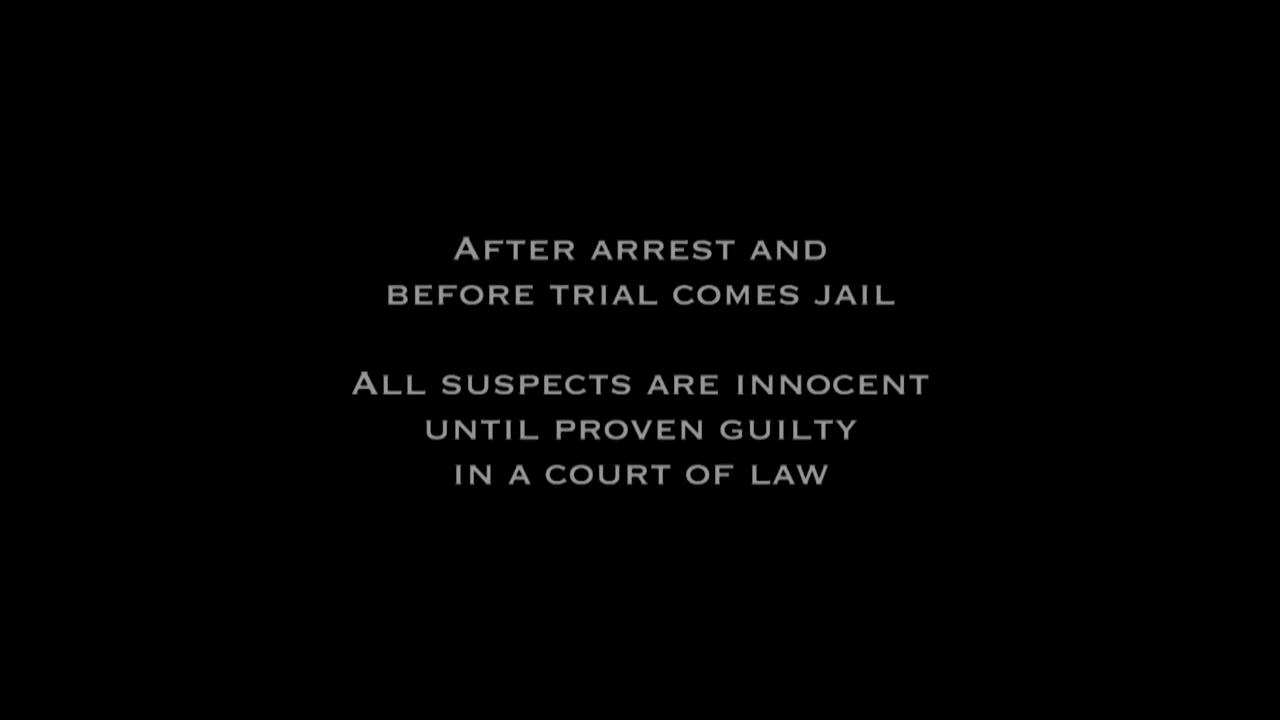 After arrest and
before trial comes jail
All suspects are innocent
until proven guilty
in a court of law